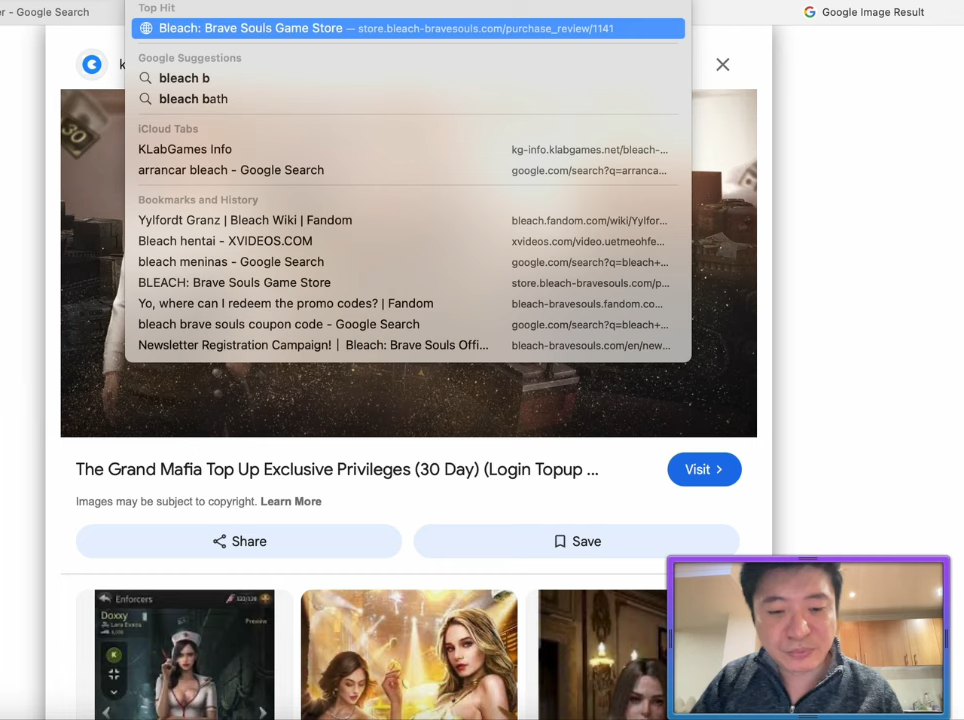 r - Google Search
Google Image Result
Top Hit
Bleach: Brave Souls Game Store — store.bleach-bravesouls.com/purchase_review/1141
Google Suggestions
k
bleach b
bleach bath
iCloud Tabs
30
KLabGames Info kg-info.klabgames.net/bleach-...
arrancar bleach - Google Search google.com/search?q=arranca...
Bookmarks and History
Yylfordt Granz | Bleach Wiki | Fandom bleach.fandom.com/wiki/Yylfor...
Bleach hentai - XVIDEOS.COM xvideos.com/video.uetmeohfe...
bleach meninas - Google Search google.com/search?q=bleach+...
BLEACH: Brave Souls Game Store store.bleach-bravesouls.com/p...
Yo, where can I redeem the promo codes? | Fandom bleach-bravesouls.fandom.co...
bleach brave souls coupon code - Google Search google.com/search?q=bleach+...
Newsletter Registration Campaign! | Bleach: Brave Souls Offi... bleach-bravesouls.com/en/new...
The Grand Mafia Top Up Exclusive Privileges (30 Day) (Login Topup ...
Visit
Images may be subject to copyright. Learn More
Share
Save
Enforcers
Doxxy
Preview